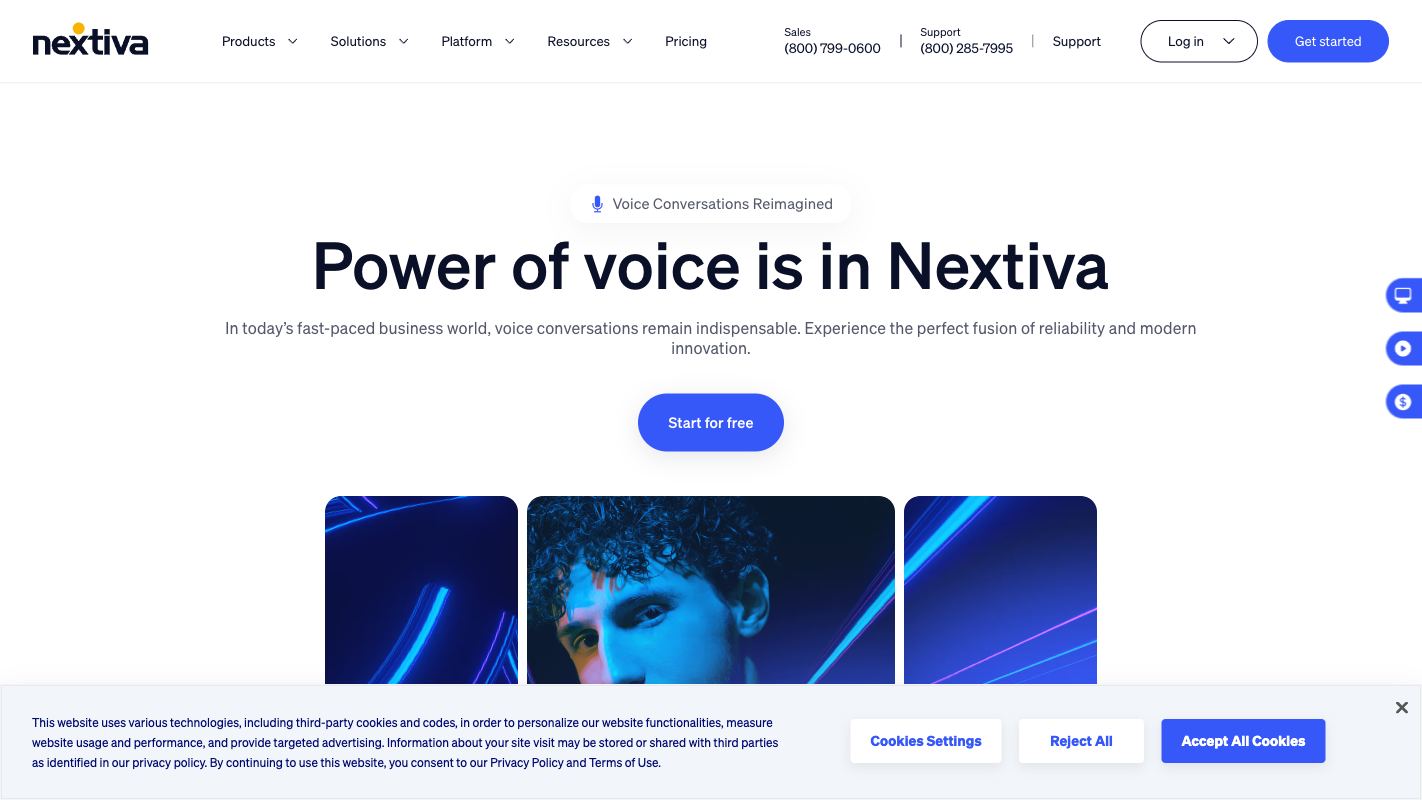 nextiva
Products
Solutions
Platform
Resources
Pricing
Sales
(800) 799-0600
Support
(800) 285-7995
Support
Log in
Get started
Voice Conversations Reimagined
Power of voice is in Nextiva
In today’s fast-paced business world, voice conversations remain indispensable. Experience the perfect fusion of reliability and modern
innovation.
Start for free
This website uses various technologies, including third-party cookies and codes, in order to personalize our website functionalities, measure
website usage and performance, and provide targeted advertising. Information about your site visit may be stored or shared with third parties
as identified in our privacy policy. By continuing to use this website, you consent to our Privacy Policy and Terms of Use.
Cookies Settings
Reject All
Accept All Cookies